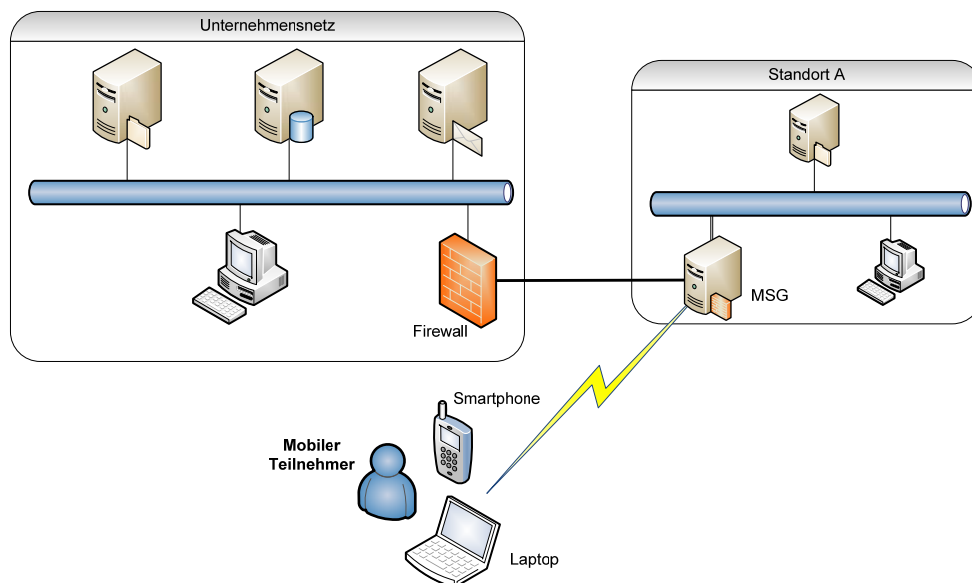 Unternehmensnetz
Standort A
MSG
Firewall
Smartphone
Mobiler
Teilnehmer
Laptop